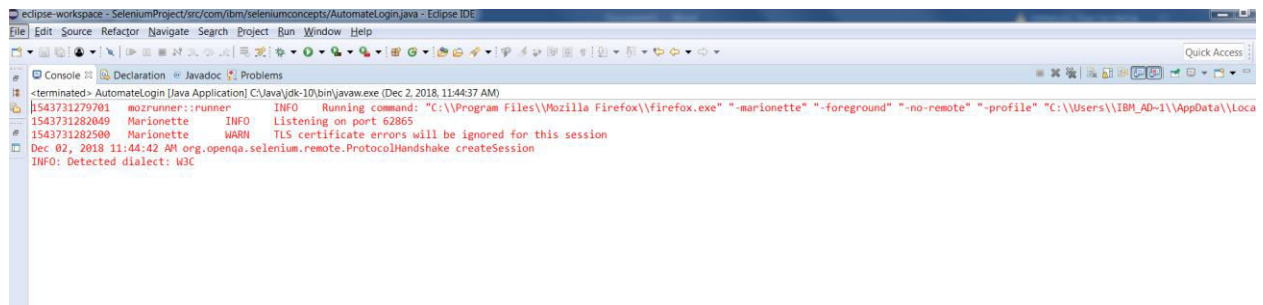 eclipse-workspace - SeleniumProject/src/com/ibm/seleniumconcepts/AutomateLogin.java - Eclipse IDE
File Edit Source Refactor Navigate Search Project Run Window Help
Quick Access
Console Declaration Javadoc Problems
<terminated> AutomateLogin [Java Application] C:\Java\jdk-10\bin\javaw.exe (Dec 2, 2018, 11:44:37 AM)
1543731279701 mozrunner::runner INFO Running command: "C:\\Program Files\\Mozilla Firefox\\firefox.exe" "-marionette" "-foreground" "-no-remote" "-profile" "C:\\Users\\IBM_AD~1\\AppData\\Loca
1543731282049 Marionette INFO Listening on port 62865
1543731282500 Marionette WARN TLS certificate errors will be ignored for this session
Dec 02, 2018 11:44:42 AM org.openqa.selenium.remote.ProtocolHandshake createSession
INFO: Detected dialect: W3C